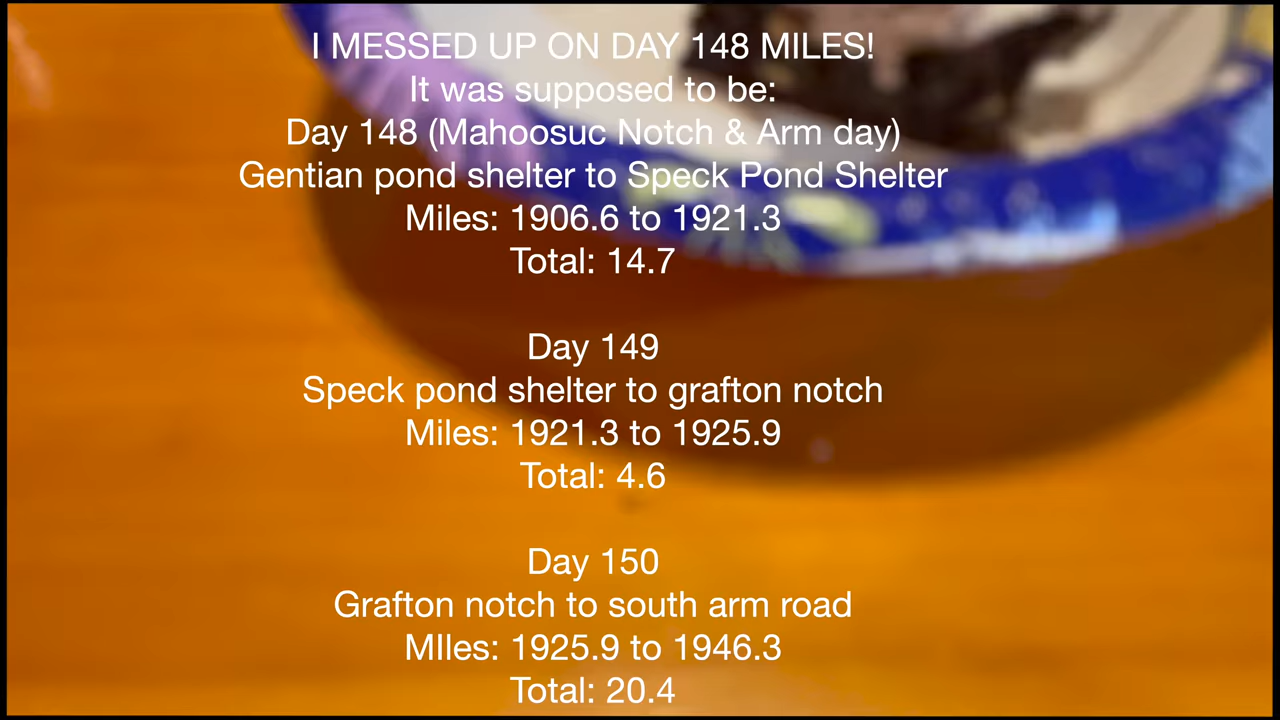 I MESSED UP ON DAY 148 MILES!
It was supposed to be:
Day 148 (Mahoosuc Notch & Arm day)
Gentian pond shelter to Speck Pond Shelter
Miles: 1906.6 to 1921.3
Total: 14.7
Day 149
Speck pond shelter to grafton notch
Miles: 1921.3 to 1925.9
Total: 4.6
Day 150
Grafton notch to south arm road
MIles: 1925.9 to 1946.3
Total: 20.4